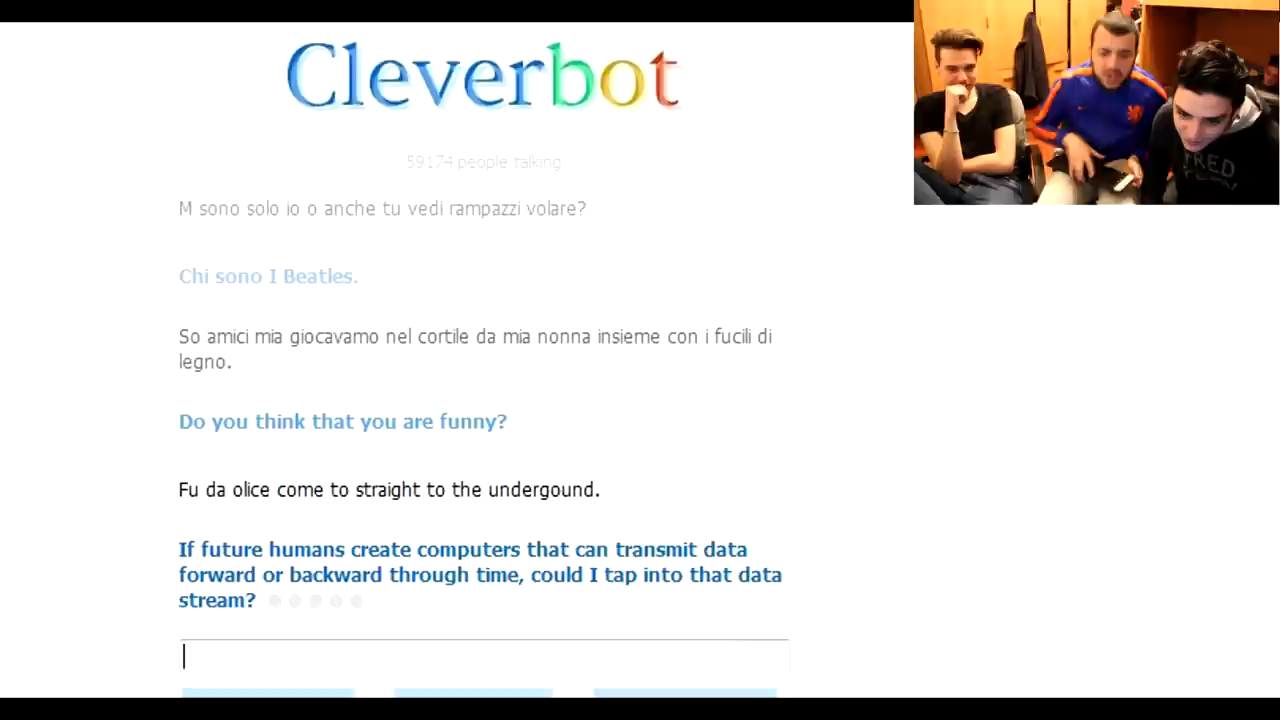 Cleverbot
59174 people talking
M sono solo io o anche tu vedi rampazzi volare?
Chi sono I Beatles.
So amici mia giocavamo nel cortile da mia nonna insieme con i fucili di
legno.
Do you think that you are funny?
Fu da olice come to straight to the undergound.
If future humans create computers that can transmit data
forward or backward through time, could I tap into that data
stream?
FRED